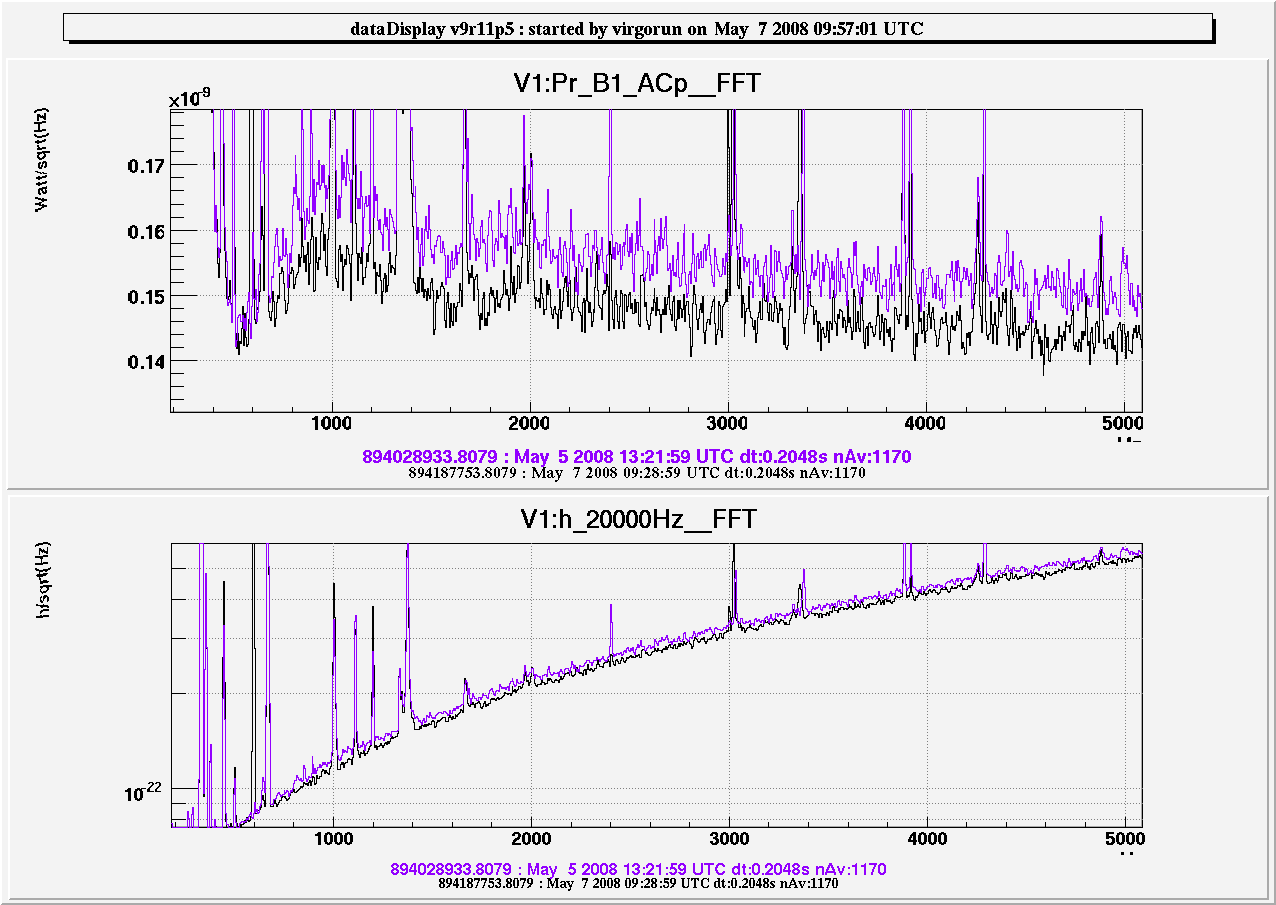 dataDisplay v9r11p5 : started by virgorun on May 7 2008 09:57:01 UTC
V1:Pr_B1_ACp__FFT
x10-9
Watt/sqrt(Hz)
0.17
0.16
0.15
0.14
1000 2000 3000 4000 5000
894028933.8079 : May 5 2008 13:21:59 UTC dt:0.2048s nAv:1170
894187753.8079 : May 7 2008 09:28:59 UTC dt:0.2048s nAv:1170
V1:h_20000Hz__FFT
h/sqrt(Hz)
10-22
1000 2000 3000 4000 5000
894028933.8079 : May 5 2008 13:21:59 UTC dt:0.2048s nAv:1170
894187753.8079 : May 7 2008 09:28:59 UTC dt:0.2048s nAv:1170